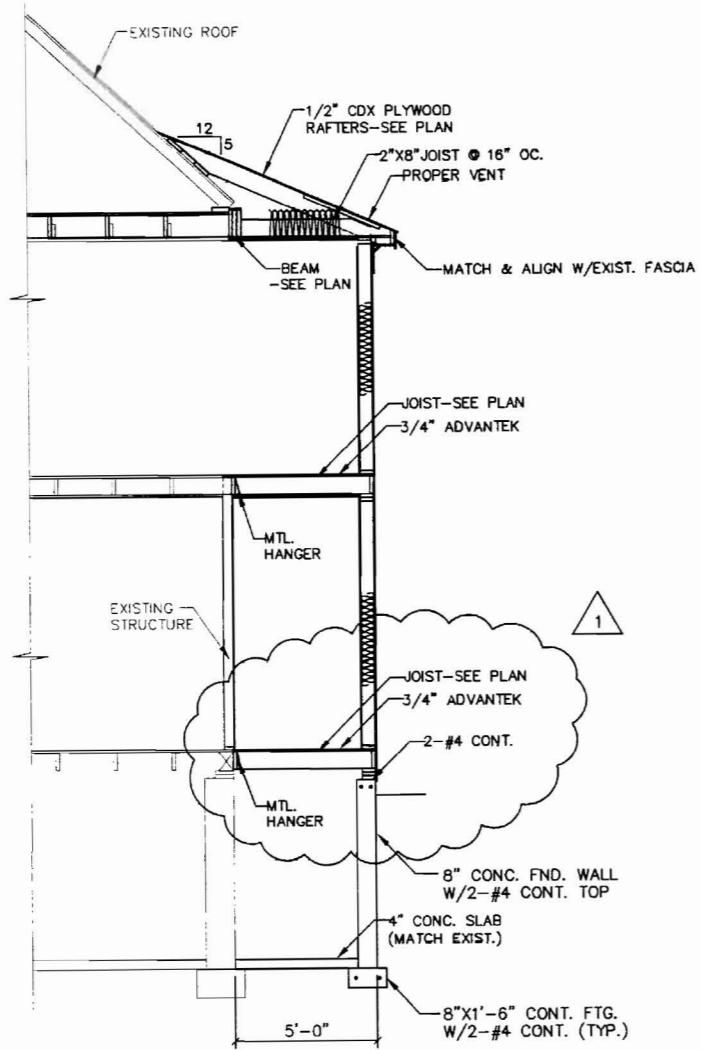 EXISTING ROOF
12
5
1/2" CDX PLYWOOD
RAFTERS-SEE PLAN
2"X8"JOIST @ 16" OC.
PROPER VENT
BEAM
-SEE PLAN
MATCH & ALIGN W/EXIST. FASCIA
JOIST-SEE PLAN
3/4" ADVANTEK
MTL.
HANGER
EXISTING
STRUCTURE
1
JOIST-SEE PLAN
3/4" ADVANTEK
2-#4 CONT.
MTL.
HANGER
8" CONC. FND. WALL
W/2-#4 CONT. TOP
4" CONC. SLAB
(MATCH EXIST.)
8"X1'-6" CONT. FTG.
W/2-#4 CONT. (TYP.)
5'-0"